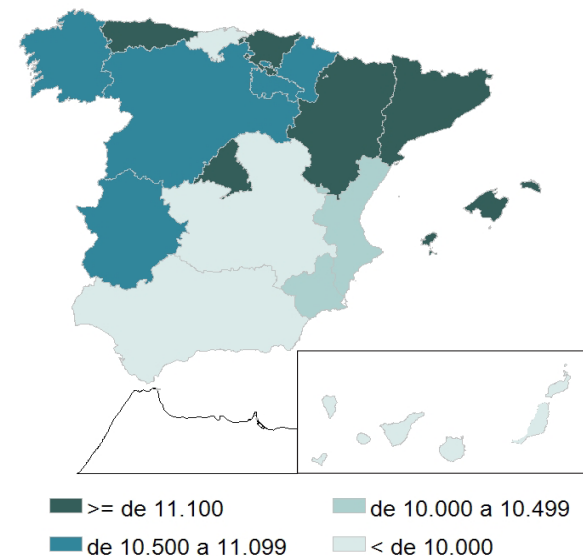 >= de 11.100
de 10.000 a 10.499
de 10.500 a 11.099
< de 10.000